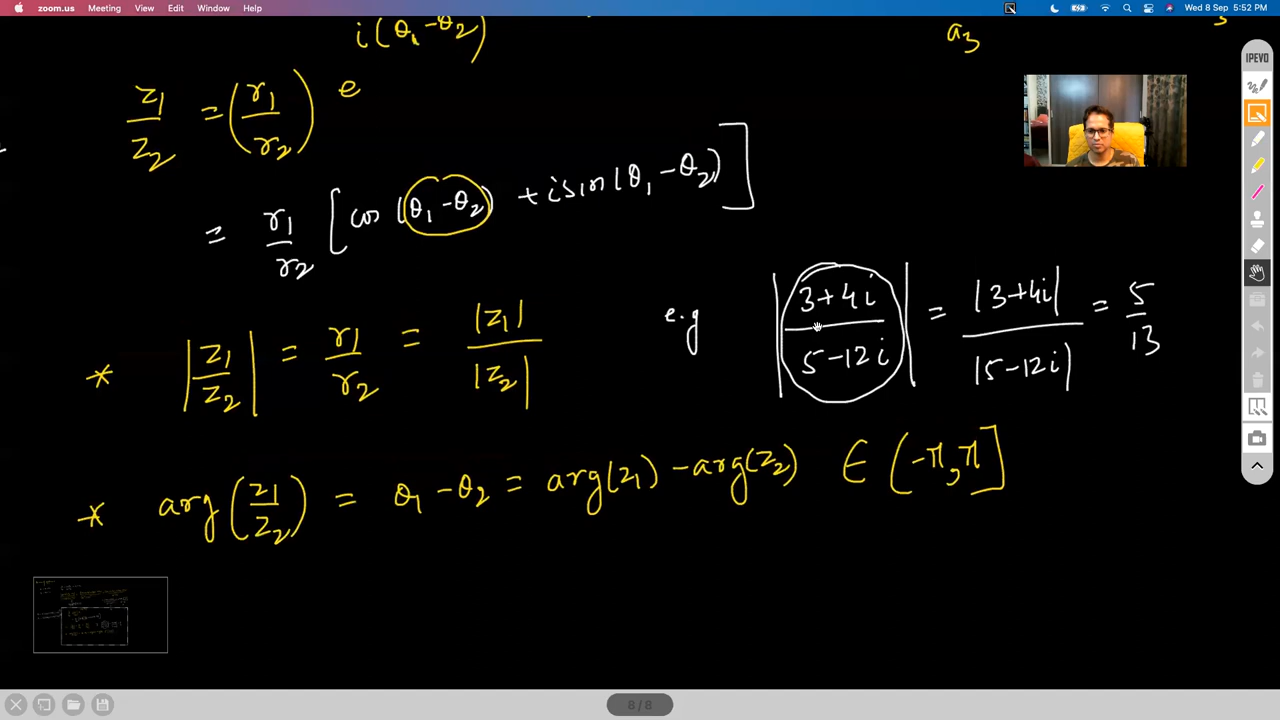 zoom.us Meeting View Edit Window Help Wed 8 Sep 5:52 PM
IPEVO
a₃
z₁/z₂ = (r₁/r₂) e^i(θ₁-θ₂)
= r₁/r₂ [cos (θ₁-θ₂) + i sin(θ₁-θ₂)]
* |z₁/z₂| = r₁/r₂ = |z₁|/|z₂|
e.g |3+4i/5-12i| = |3+4i|/|5-12i| = 5/13
* arg(z₁/z₂) = θ₁-θ₂ = arg(z₁) - arg(z₂) ∈ (-π,π]
8/8